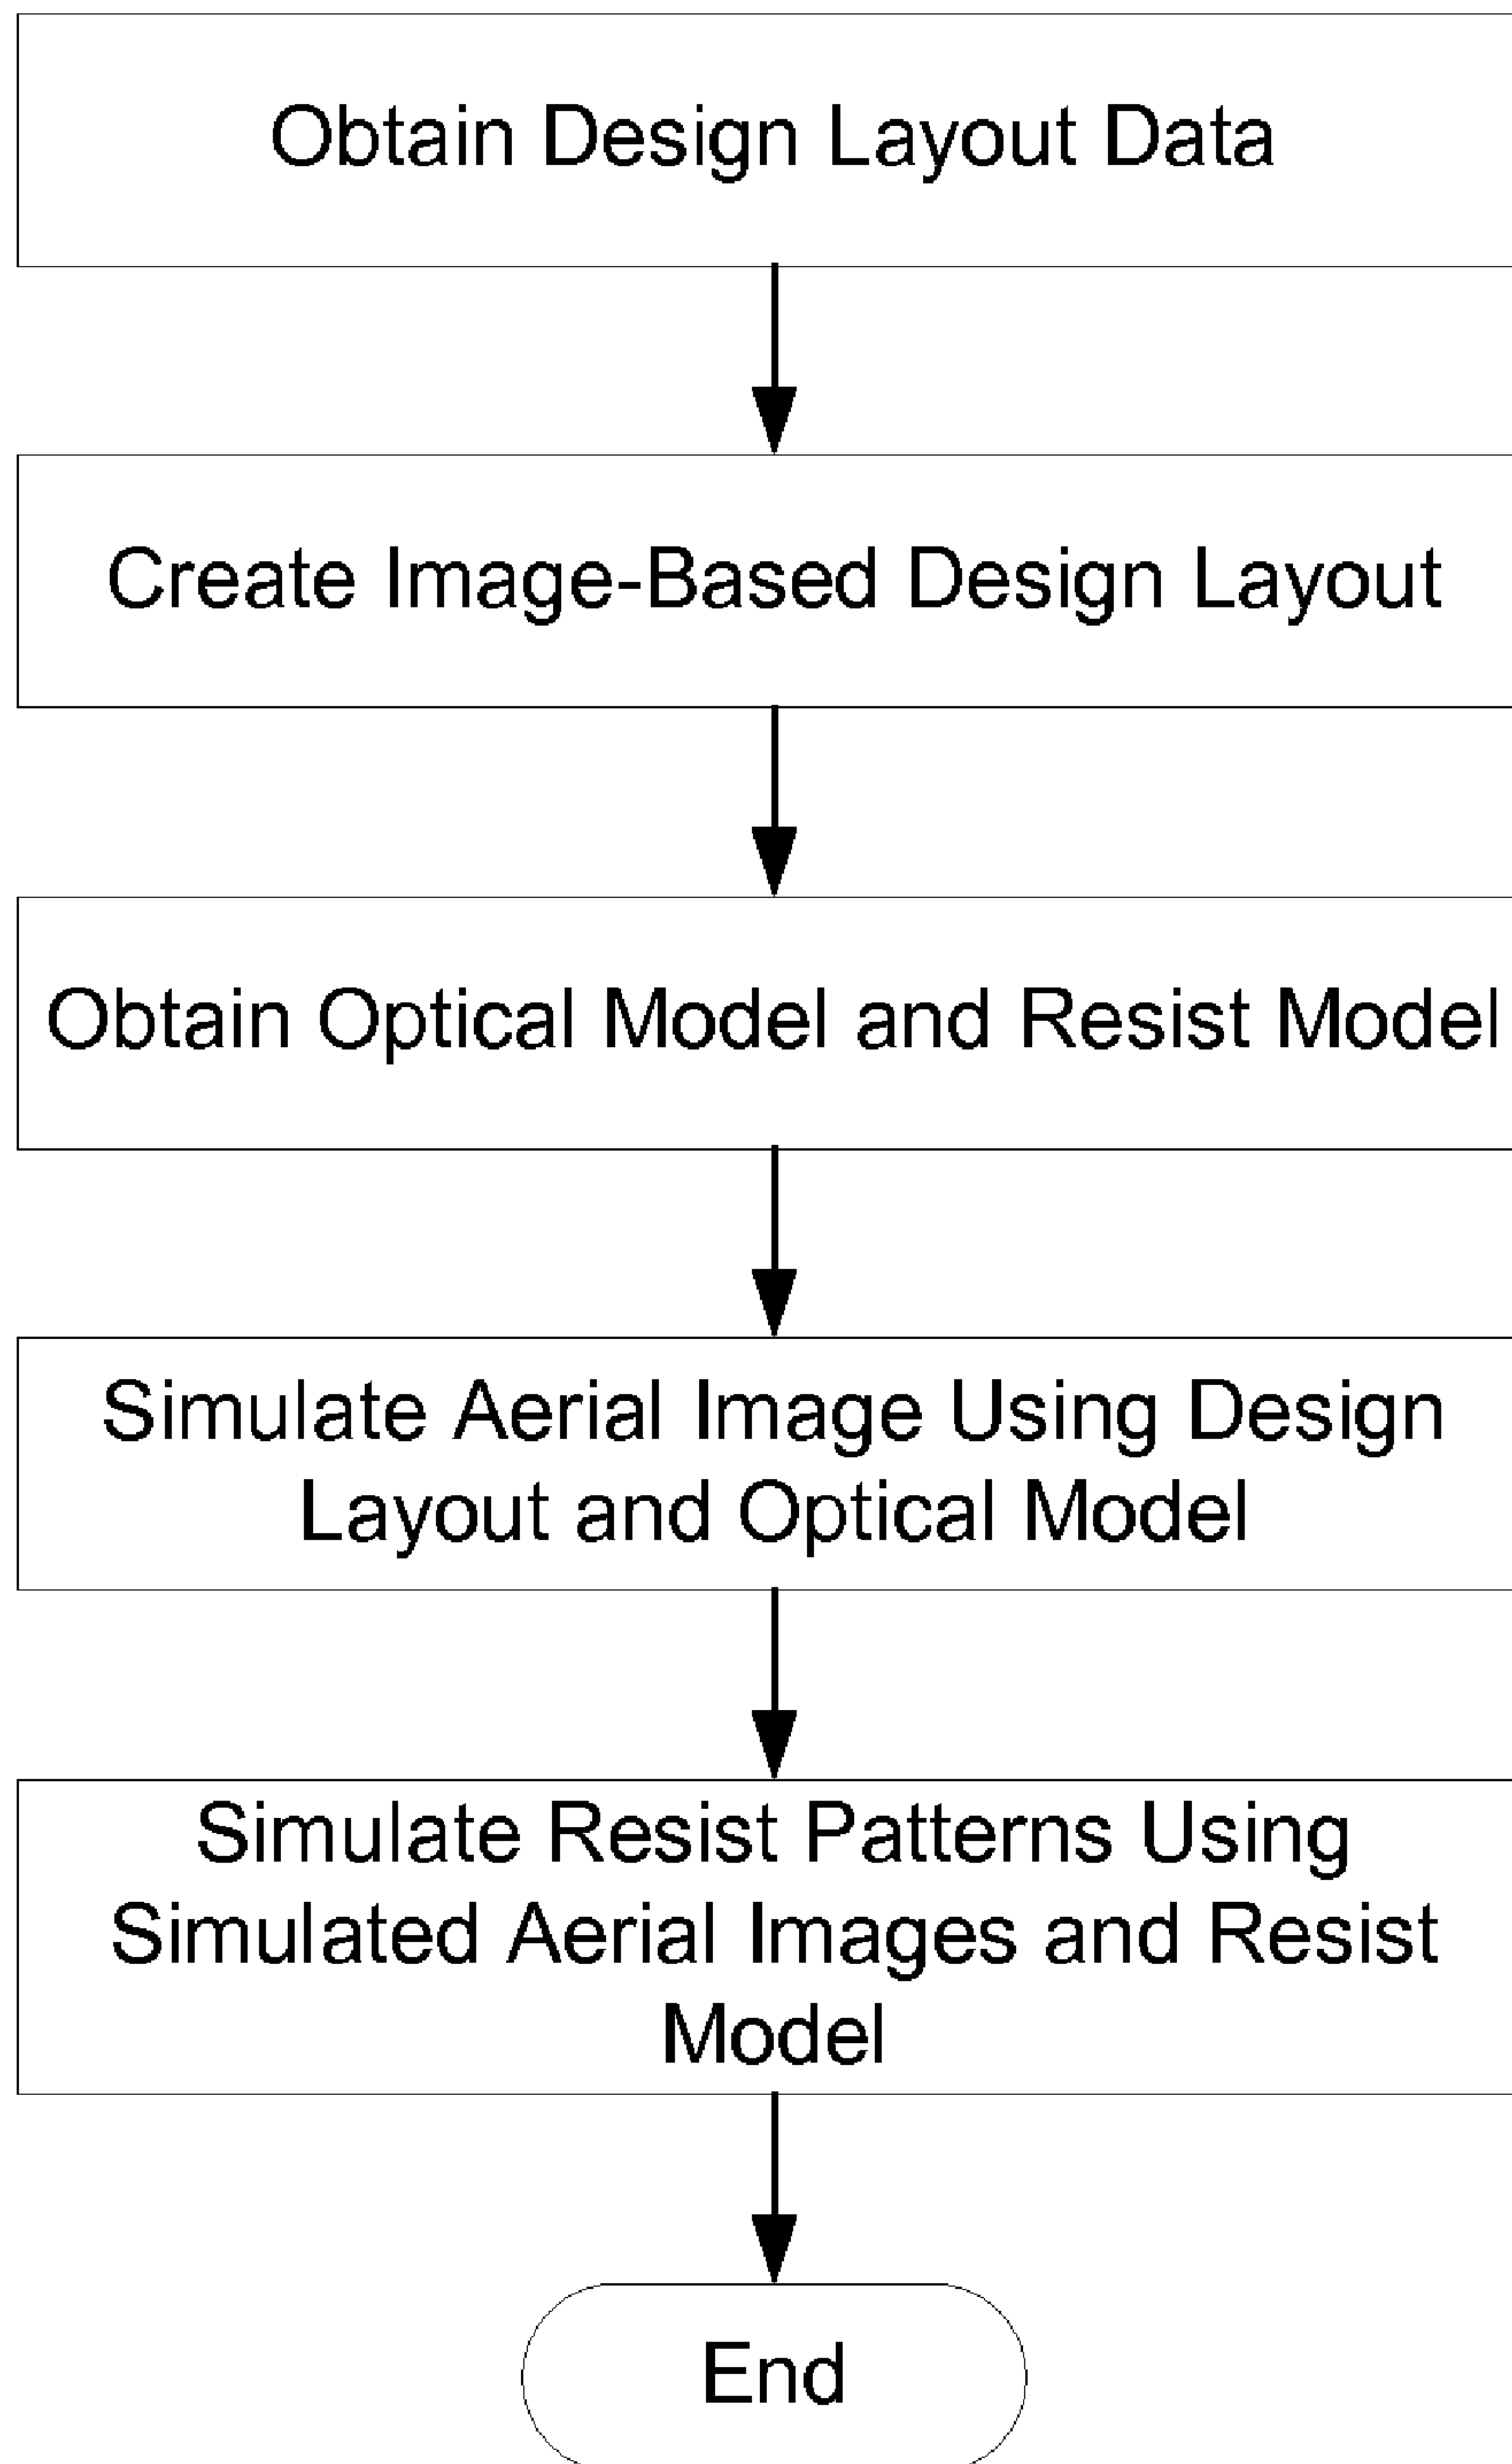 Obtain Design Layout Data
Create Image-Based Design Layout
Obtain Optical Model and Resist Model
Simulate Aerial Image Using Design
Layout and Optical Model
Simulate Resist Patterns Using
Simulated Aerial Images and Resist
Model
End